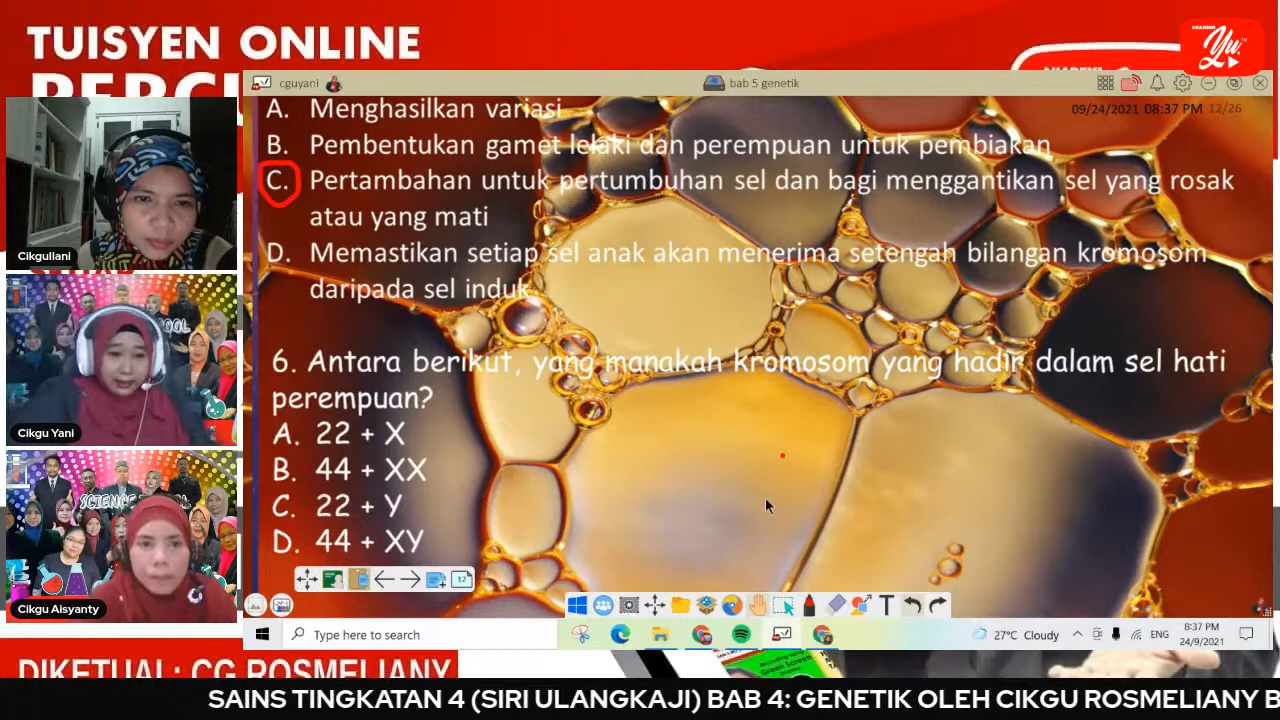 TUISYEN ONLINE
AKADEMI
Yu
cguyani
bab 5 genetik
09/24/2021 08:37 PM 12/26
A. Menghasilkan variasi
B. Pembentukan gamet lelaki dan perempuan untuk pembiakan
C. Pertambahan untuk pertumbuhan sel dan bagi menggantikan sel yang rosak
atau yang mati
D. Memastikan setiap sel anak akan menerima setengah bilangan kromosom
daripada sel induk
6. Antara berikut, yang manakah kromosom yang hadir dalam sel hati
perempuan?
A. 22 + X
B. 44 + XX
C. 22 + Y
D. 44 + XY
Cikgullani
Cikgu Yani
Cikgu Aisyanty
12
T
Type here to search
27°C Cloudy
ENG
8:37 PM
24/9/2021
Green Screen
DIKETUAI : CG ROSMELIANY
SAINS TINGKATAN 4 (SIRI ULANGKAJI) BAB 4: GENETIK OLEH CIKGU ROSMELIANY B